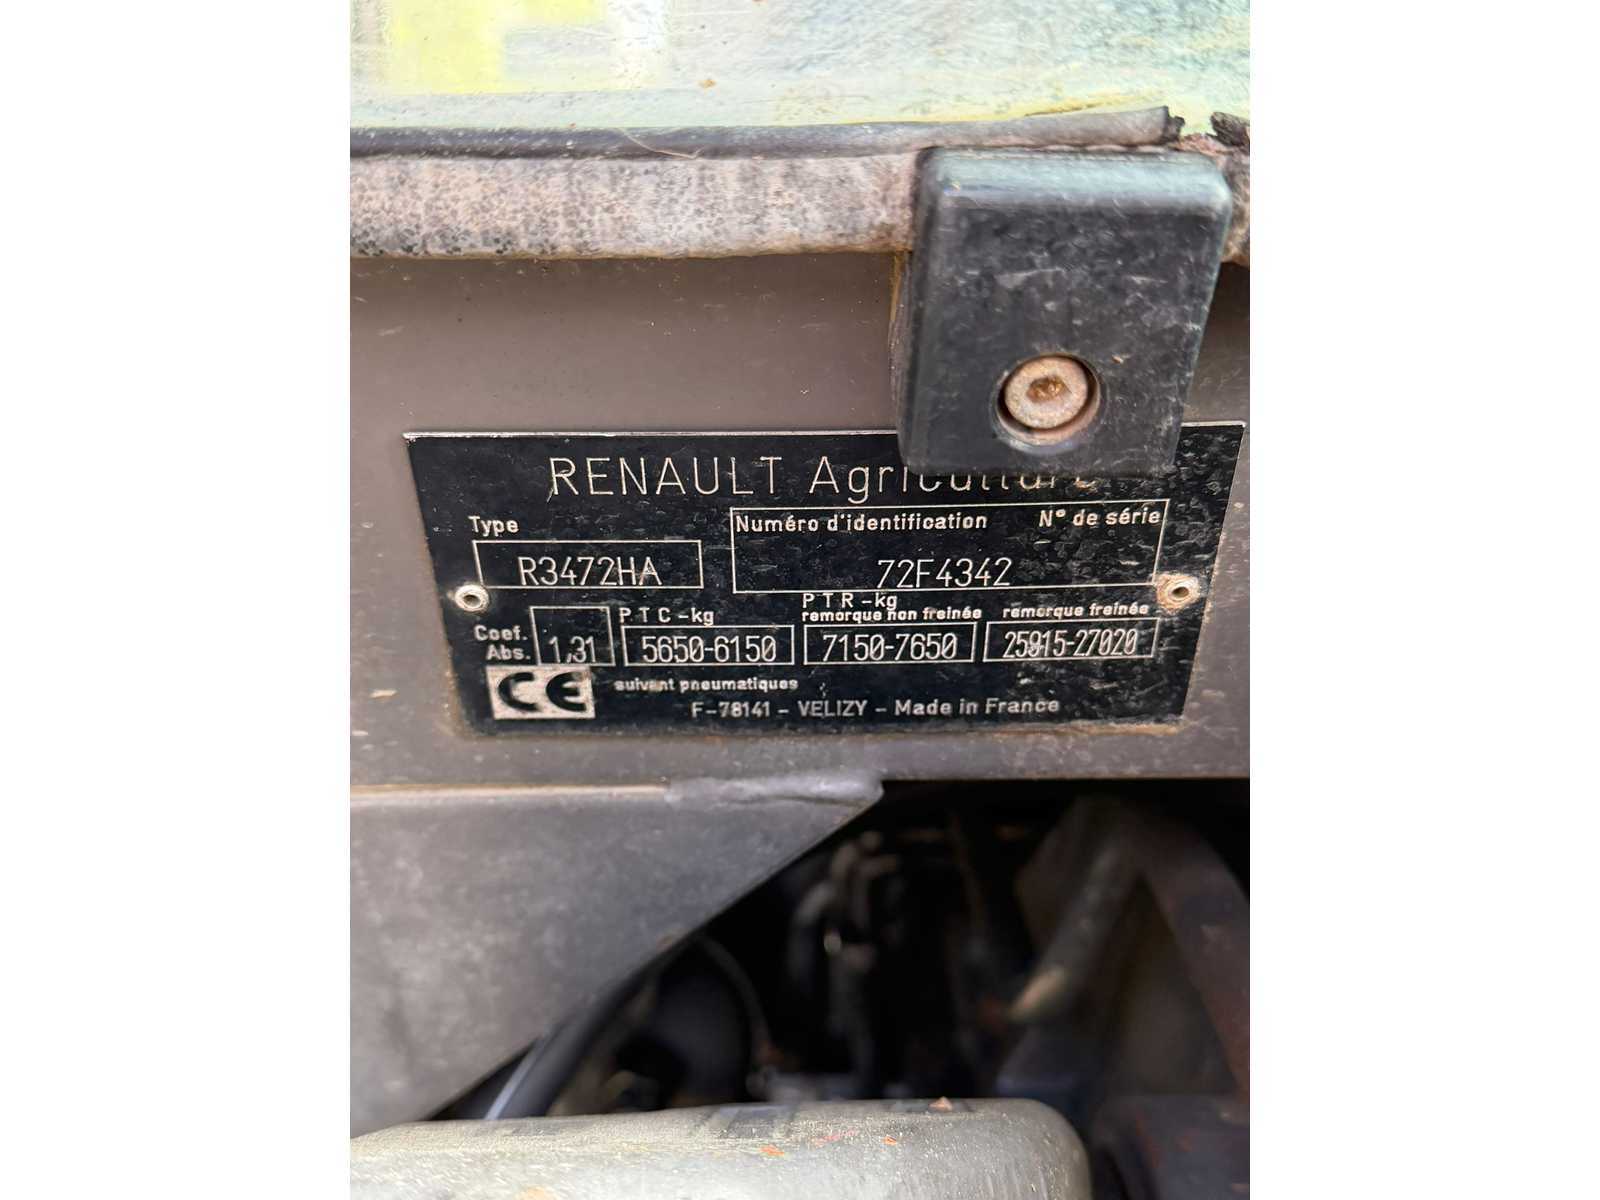 RENAULT Agriculture
Type
Numéro d'identification N° de série
R3472HA
72F4342
Coef. Abs.
1,31
P T C -kg
5650-6150
P T R -kg
remorque non freinée
7150-7650
remorque freinée
25915-27020
CE
suivant pneumatiques
F-78141 - VELIZY - Made in France